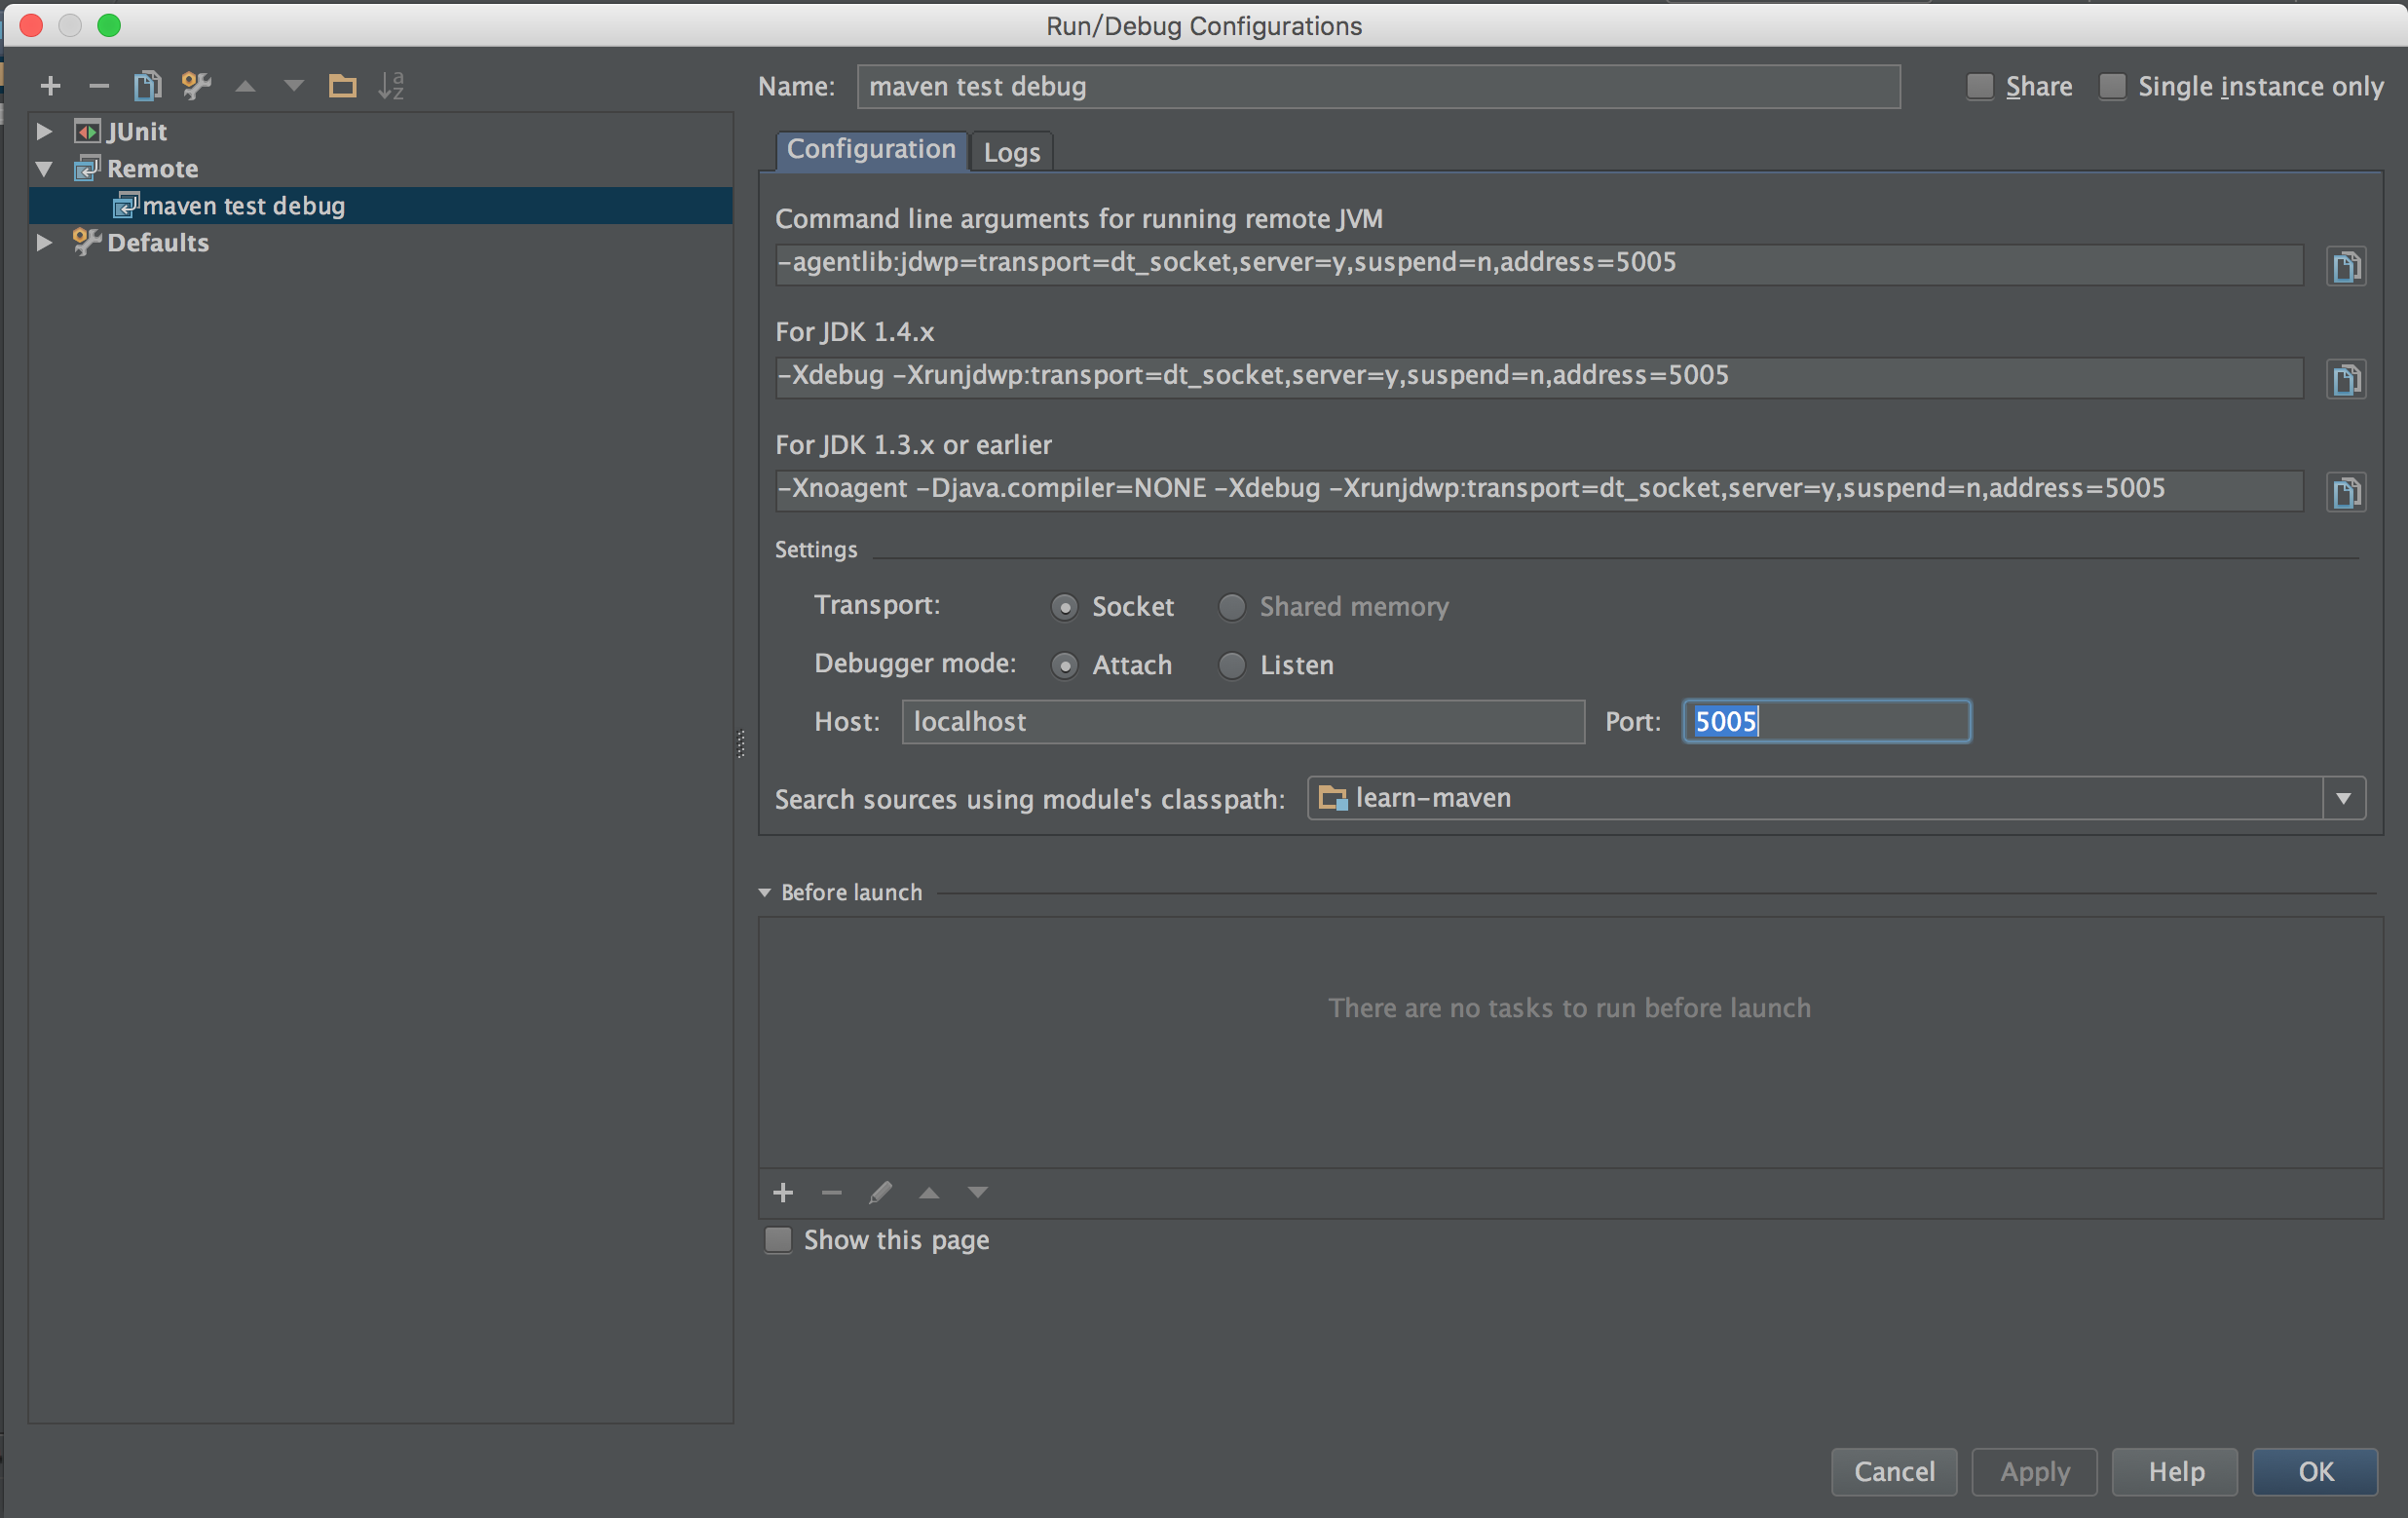 Run/Debug Configurations
Name: maven test debug Share Single instance only
JUnit
Remote
maven test debug
Defaults
Configuration Logs
Command line arguments for running remote JVM
-agentlib:jdwp=transport=dt_socket,server=y,suspend=n,address=5005
For JDK 1.4.x
-Xdebug -Xrunjdwp:transport=dt_socket,server=y,suspend=n,address=5005
For JDK 1.3.x or earlier
-Xnoagent -Djava.compiler=NONE -Xdebug -Xrunjdwp:transport=dt_socket,server=y,suspend=n,address=5005
Settings
Transport: Socket Shared memory
Debugger mode: Attach Listen
Host: localhost Port: 5005
Search sources using module's classpath: learn-maven
Before launch
There are no tasks to run before launch
Show this page
Cancel Apply Help OK